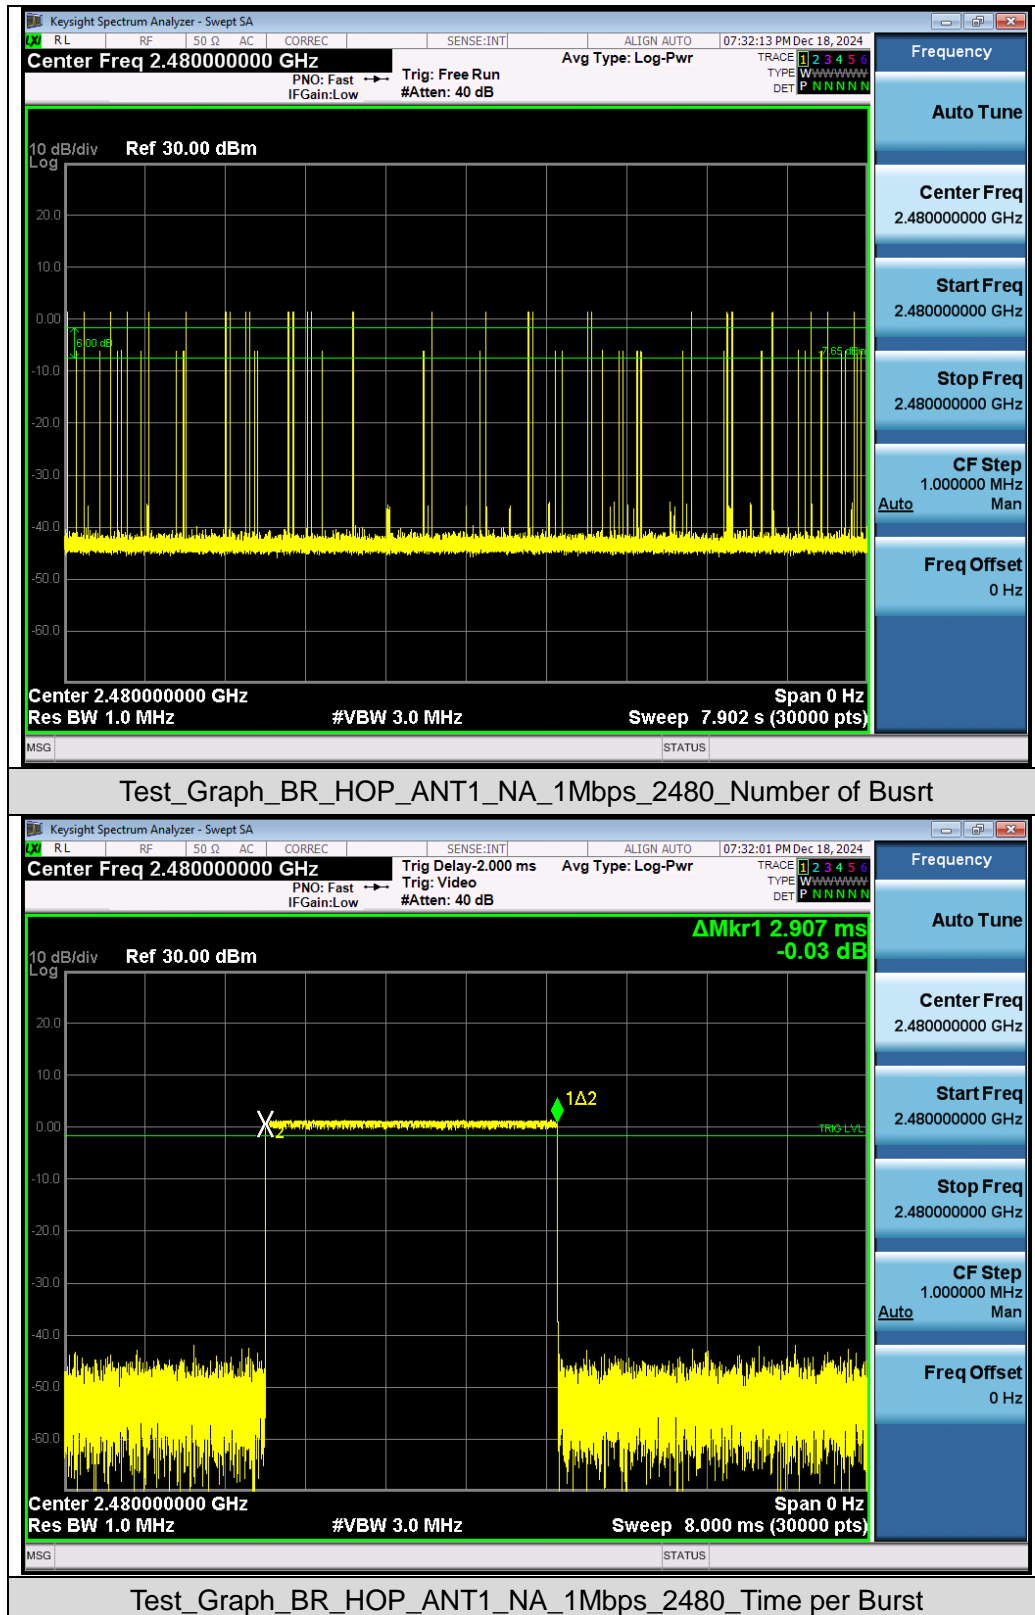 Keysight Spectrum Analyzer - Swept SA
LXI RL RF 50 Ω AC CORREC SENSE:INT ALIGN AUTO 07:32:13 PM Dec 18, 2024
Center Freq 2.480000000 GHz Avg Type: Log-Pwr TRACE 1 2 3 4 5 6
PNO: Fast Trig: Free Run TYPE WWWWWW
IFGain:Low #Atten: 40 dB DET P N N N N N
Frequency
Auto Tune
10 dB/div Ref 30.00 dBm
Log
20.0
10.0
0.00
6.00 dB
-7.65 dBm
-10.0
-20.0
-30.0
-40.0
-50.0
-60.0
Center Freq
2.480000000 GHz
Start Freq
2.480000000 GHz
Stop Freq
2.480000000 GHz
CF Step
1.000000 MHz
Auto Man
Freq Offset
0 Hz
Center 2.480000000 GHz Span 0 Hz
Res BW 1.0 MHz #VBW 3.0 MHz Sweep 7.902 s (30000 pts)
MSG STATUS
Test_Graph_BR_HOP_ANT1_NA_1Mbps_2480_Number of Busrt
Keysight Spectrum Analyzer - Swept SA
LXI RL RF 50 Ω AC CORREC SENSE:INT ALIGN AUTO 07:32:01 PM Dec 18, 2024
Center Freq 2.480000000 GHz Trig Delay-2.000 ms Avg Type: Log-Pwr TRACE 1 2 3 4 5 6
PNO: Fast Trig: Video TYPE WWWWWW
IFGain:Low #Atten: 40 dB DET P N N N N N
Frequency
Auto Tune
ΔMkr1 2.907 ms
-0.03 dB
10 dB/div Ref 30.00 dBm
Log
20.0
10.0
1Δ2
0.00
X2
TRIG LVL
-10.0
-20.0
-30.0
-40.0
-50.0
-60.0
Center Freq
2.480000000 GHz
Start Freq
2.480000000 GHz
Stop Freq
2.480000000 GHz
CF Step
1.000000 MHz
Auto Man
Freq Offset
0 Hz
Center 2.480000000 GHz Span 0 Hz
Res BW 1.0 MHz #VBW 3.0 MHz Sweep 8.000 ms (30000 pts)
MSG STATUS
Test_Graph_BR_HOP_ANT1_NA_1Mbps_2480_Time per Burst